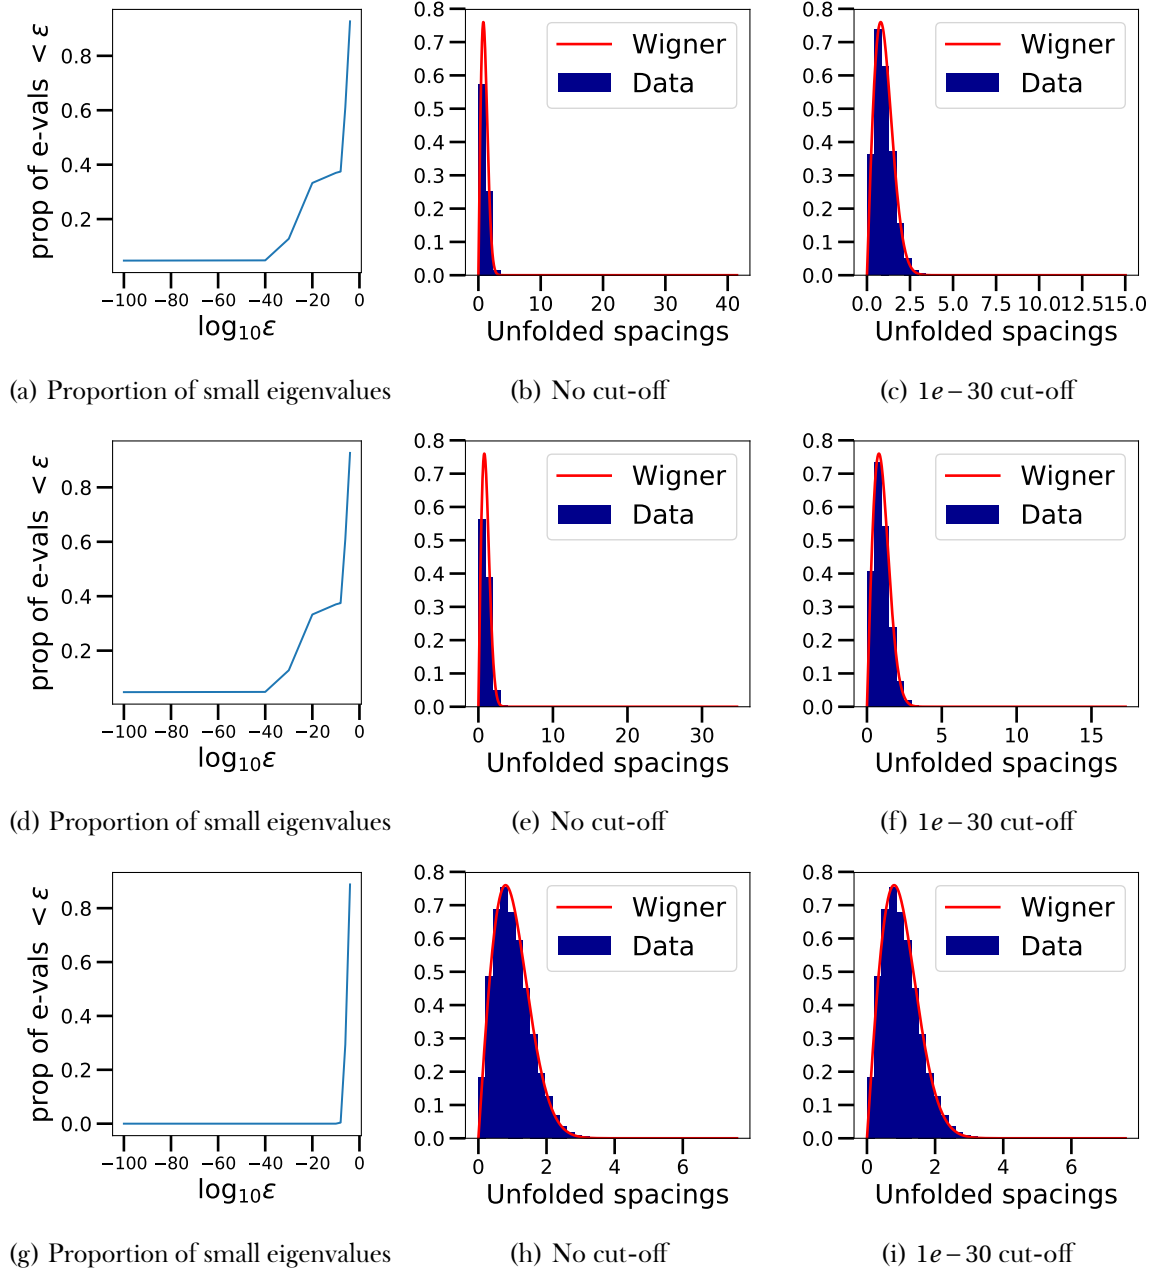 0.8
0.6
0.4
0.2
prop of e-vals < ε
−100 −80 −60 −40 −20 0
log₁₀ε
(a) Proportion of small eigenvalues
0.8
0.7
0.6
0.5
0.4
0.3
0.2
0.1
0.0
Wigner
Data
0 10 20 30 40
Unfolded spacings
(b) No cut-off
0.8
0.7
0.6
0.5
0.4
0.3
0.2
0.1
0.0
Wigner
Data
0.0 2.5 5.0 7.5 10.0 12.5 15.0
Unfolded spacings
(c) 1e−30 cut-off
0.8
0.6
0.4
0.2
prop of e-vals < ε
−100 −80 −60 −40 −20 0
log₁₀ε
(d) Proportion of small eigenvalues
0.8
0.7
0.6
0.5
0.4
0.3
0.2
0.1
0.0
Wigner
Data
0 10 20 30
Unfolded spacings
(e) No cut-off
0.8
0.7
0.6
0.5
0.4
0.3
0.2
0.1
0.0
Wigner
Data
0 5 10 15
Unfolded spacings
(f) 1e−30 cut-off
0.8
0.6
0.4
0.2
0.0
prop of e-vals < ε
−100 −80 −60 −40 −20 0
log₁₀ε
(g) Proportion of small eigenvalues
0.8
0.7
0.6
0.5
0.4
0.3
0.2
0.1
0.0
Wigner
Data
0 2 4 6
Unfolded spacings
(h) No cut-off
0.8
0.7
0.6
0.5
0.4
0.3
0.2
0.1
0.0
Wigner
Data
0 2 4 6
Unfolded spacings
(i) 1e−30 cut-off